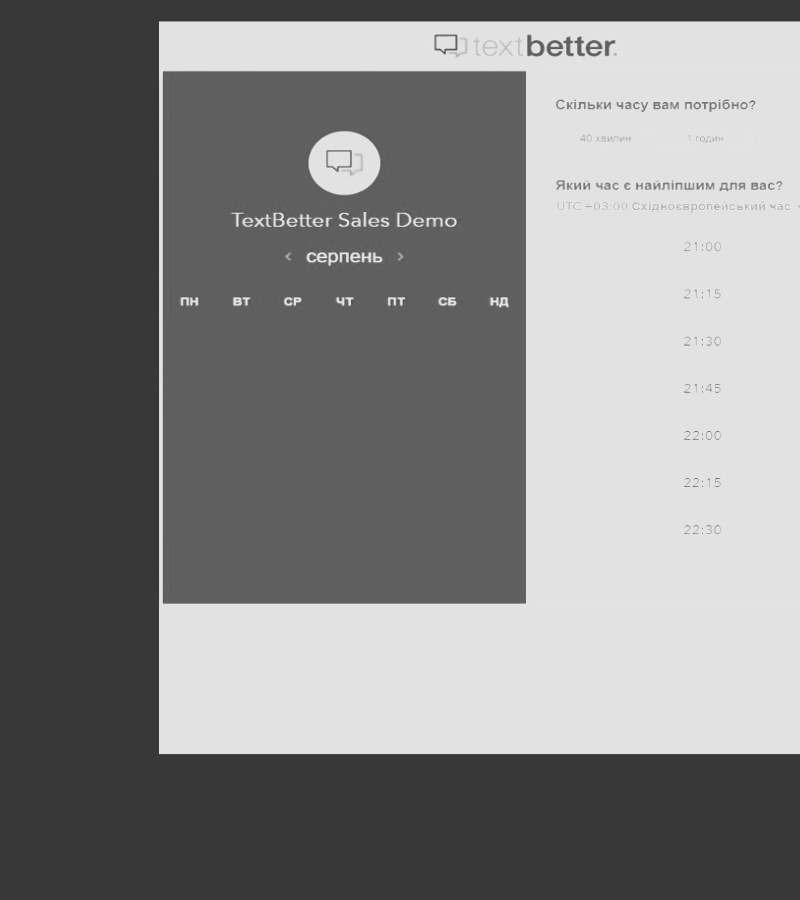 textbetter.
TextBetter Sales Demo
серпень
ПН ВТ СР ЧТ ПТ СБ НД
Скільки часу вам потрібно?
40 хвилин 1 годин
Який час є найліпшим для вас?
UTC +03:00 Східноєвропейський час
21:00
21:15
21:30
21:45
22:00
22:15
22:30